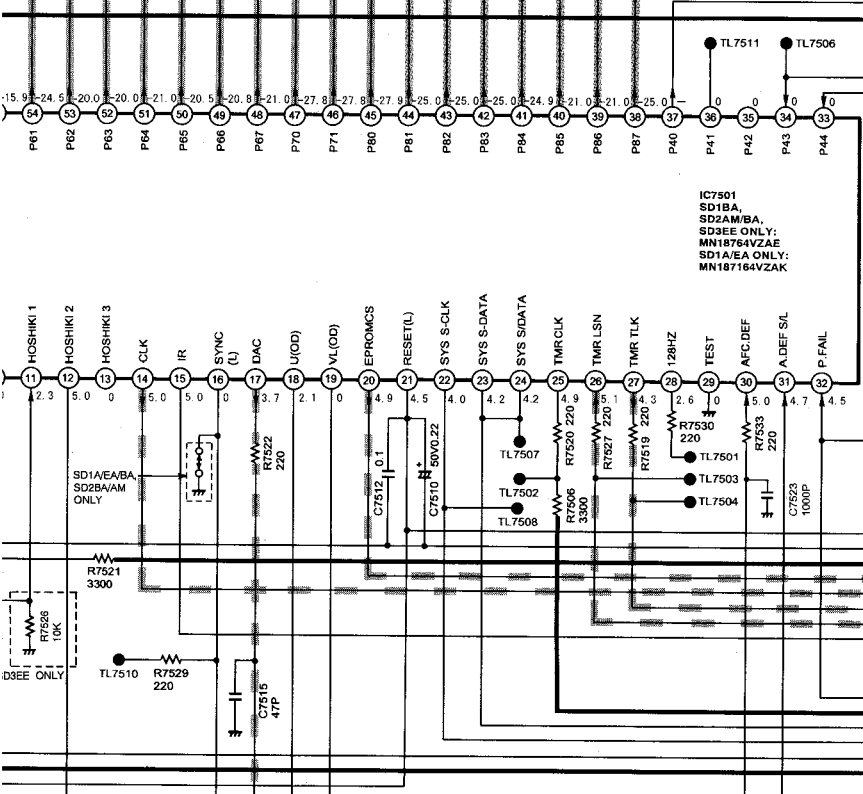 TL7511
TL7506
-15.9 -24.5 -20.0 -20.0 -21.0 -20.5 -20.8 -21.0 -27.8 -27.8 -27.9 -25.0 -25.0 -25.0 -24.9 -21.0 -21.0 -25.0 - 0 0 0 0
54 53 52 51 50 49 48 47 46 45 44 43 42 41 40 39 38 37 36 35 34 33
P61 P62 P63 P64 P65 P66 P67 P70 P71 P80 P81 P82 P83 P84 P85 P86 P87 P40 P41 P42 P43 P44
IC7501
SD1BA,
SD2AM/BA,
SD3EE ONLY:
MN18764VZAE
SD1A/EA ONLY:
MN187164VZAK
HOSHIKI 1
HOSHIKI 2
HOSHIKI 3
CLK
IR
SYNC
(L)
DAC
U(OD)
VL(OD)
EPROMCS
RESET(L)
SYS S-CLK
SYS S-DATA
SYS S/DATA
TMR CLK
TMR LSN
TMR TLK
128HZ
TEST
AFC.DEF
A.DEF S/L
P.FAIL
11 12 13 14 15 16 17 18 19 20 21 22 23 24 25 26 27 28 29 30 31 32
2.3 5.0 0 5.0 5.0 0 3.7 2.1 0 4.9 4.5 4.0 4.2 4.2 4.9 5.1 4.3 2.6 0 5.0 4.7 4.5
R7522
220
SD1A/EA/BA,
SD2BA/AM
ONLY
C7512 0.1
C7510 50V0.22
TL7507
TL7502
TL7508
R7520 220
R7506
3300
R7527 220
R7519 220
R7530
220
TL7501
TL7503
TL7504
R7533
220
C7523
1000P
R7521
3300
R7526
10K
SD3EE ONLY
TL7510
R7529
220
C7515
47P